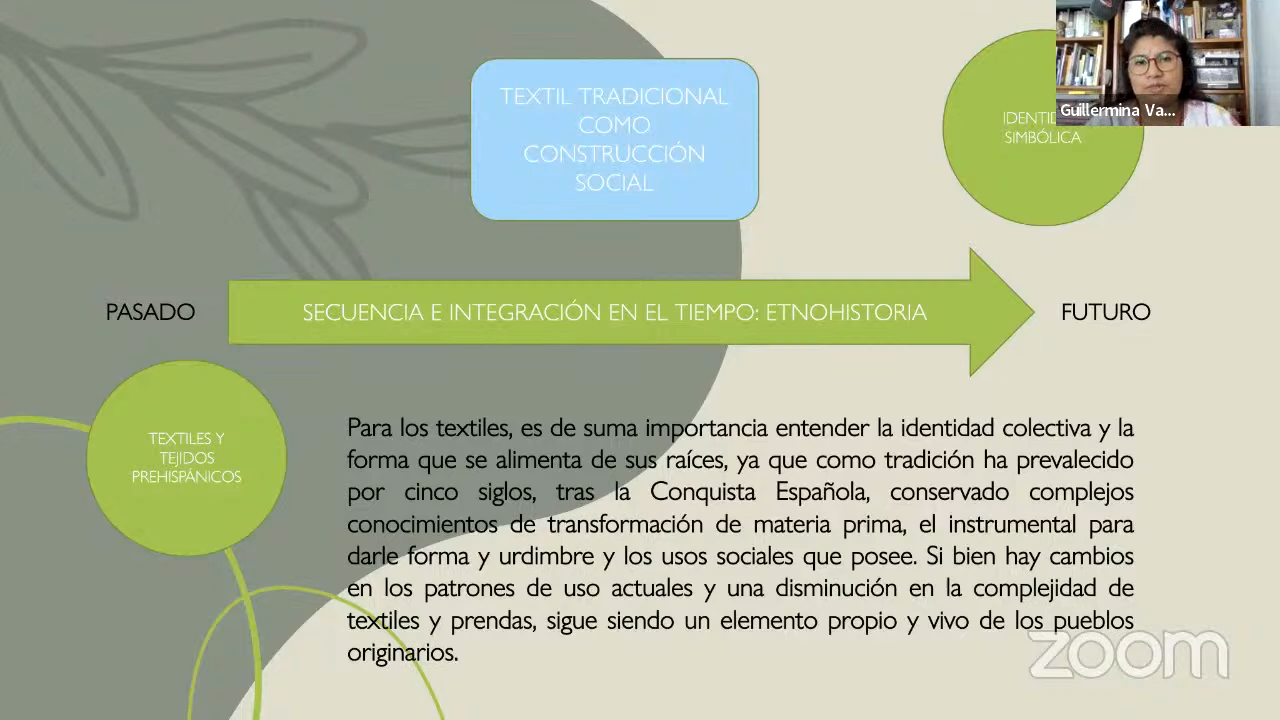 TEXTIL TRADICIONAL
COMO
CONSTRUCCIÓN
SOCIAL
SIMBÓLICA
Guillermina Va...
PASADO
SECUENCIA E INTEGRACIÓN EN EL TIEMPO: ETNOHISTORIA
FUTURO
TEXTILES Y
TEJIDOS
PREHISPÁNICOS
Para los textiles, es de suma importancia entender la identidad colectiva y la
forma que se alimenta de sus raíces, ya que como tradición ha prevalecido
por cinco siglos, tras la Conquista Española, conservado complejos
conocimientos de transformación de materia prima, el instrumental para
darle forma y urdimbre y los usos sociales que posee. Si bien hay cambios
en los patrones de uso actuales y una disminución en la complejidad de
textiles y prendas, sigue siendo un elemento propio y vivo de los pueblos
originarios.
zoom